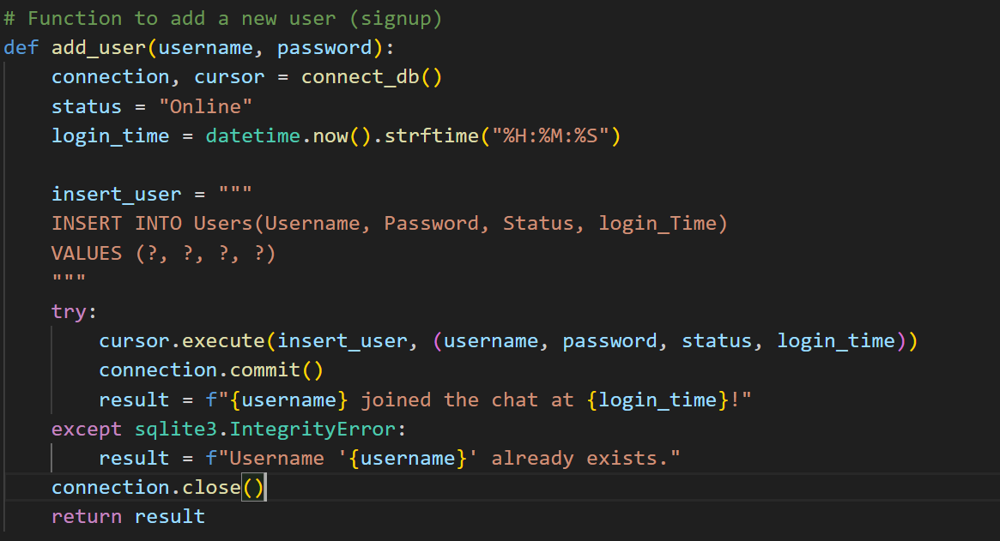 # Function to add a new user (signup)
def add_user(username, password):
    connection, cursor = connect_db()
    status = "Online"
    login_time = datetime.now().strftime("%H:%M:%S")

    insert_user = """
    INSERT INTO Users(Username, Password, Status, login_Time)
    VALUES (?, ?, ?, ?)
    """
    try:
        cursor.execute(insert_user, (username, password, status, login_time))
        connection.commit()
        result = f"{username} joined the chat at {login_time}!"
    except sqlite3.IntegrityError:
        result = f"Username '{username}' already exists."
    connection.close()
    return result